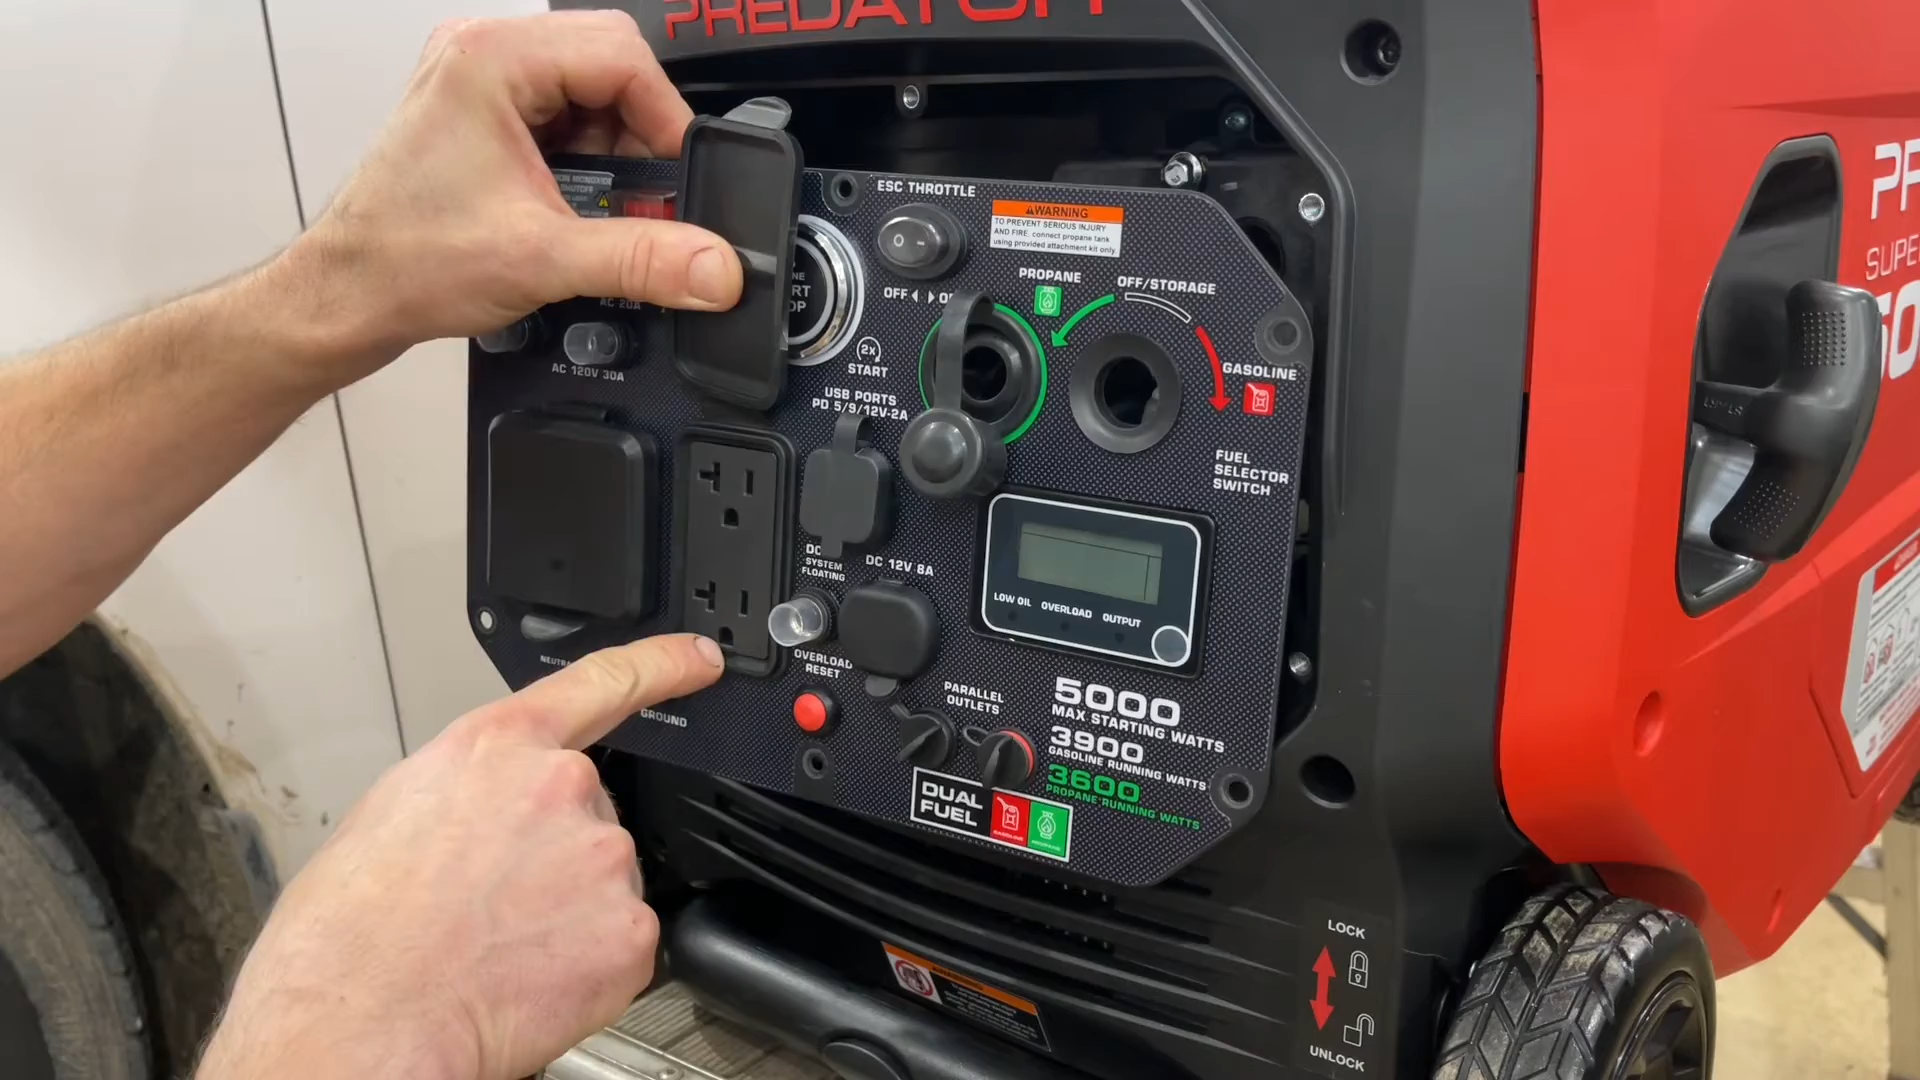 PREDATOR
ESC THROTTLE
WARNING
TO PREVENT SERIOUS INJURY
AND FIRE, connect propane tank
using provided attachment kit only.
OFF
PROPANE
OFF/STORAGE
GASOLINE
FUEL
SELECTOR
SWITCH
2x
START
AC 20A
AC 120V 30A
USB PORTS
PD 5/9/12V-2A
DC
SYSTEM
FLOATING
DC 12V 8A
LOW OIL
OVERLOAD
OUTPUT
OVERLOAD
RESET
GROUND
PARALLEL
OUTLETS
5000
MAX STARTING WATTS
3900
GASOLINE RUNNING WATTS
3600
PROPANE RUNNING WATTS
DUAL
FUEL
LOCK
UNLOCK